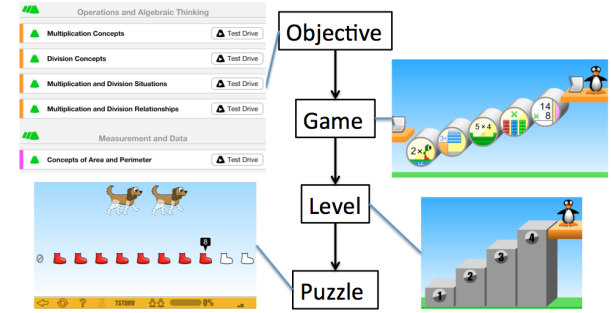 Operations and Algebraic Thinking
Multiplication Concepts
Test Drive
Division Concepts
Test Drive
Multiplication and Division Situations
Test Drive
Multiplication and Division Relationships
Test Drive
Measurement and Data
Concepts of Area and Perimeter
Test Drive
Objective
Game
Level
Puzzle
2×
5×4
×
14
× 8
1
2
3
4
8
0
?
TSTURU
0%